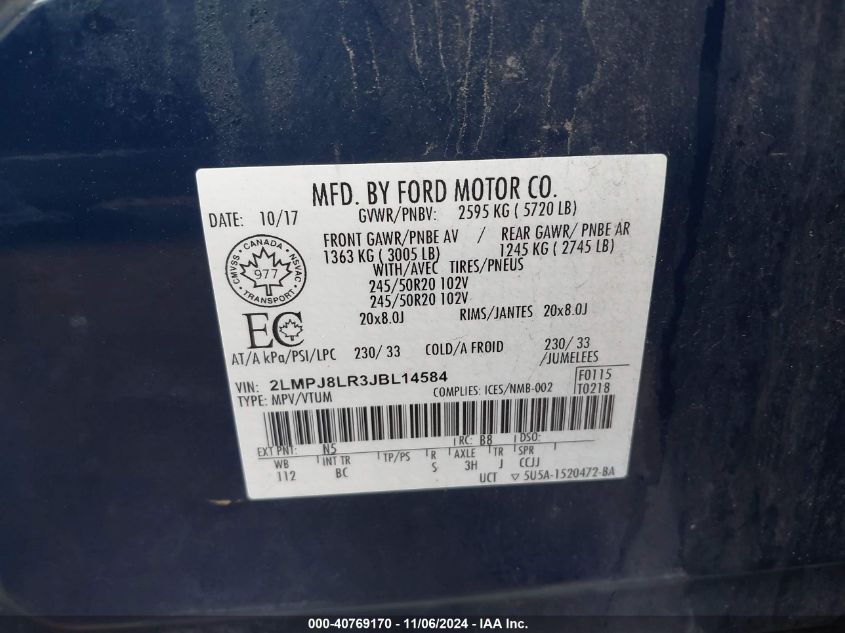 MFD. BY FORD MOTOR CO.
DATE: 10/17 GVWR/PNBV: 2595 KG ( 5720 LB)
FRONT GAWR/PNBE AV / REAR GAWR/ PNBE AR
1363 KG ( 3005 LB) 1245 KG ( 2745 LB)
WITH/AVEC TIRES/PNEUS
245/50R20 102V
245/50R20 102V
20x8.0J RIMS/JANTES 20x8.0J
CMVSS · CANADA · NSVAC
977
TRANSPORT
EC
AT/A kPa/PSI/LPC 230/ 33 COLD/A FROID 230/ 33
/JUMELEES
VIN: 2LMPJ8LR3JBL14584 F0115
TYPE: MPV/VTUM COMPLIES: ICES/NMB-002 T0218
EXT PNT: N5 RC: B8 DSO:
WB INT TR TP/PS R AXLE TR SPR
112 BC S 3H J CCJJ
UCT ▽ 5U5A-1520472-BA
000-40769170 - 11/06/2024 - IAA Inc.